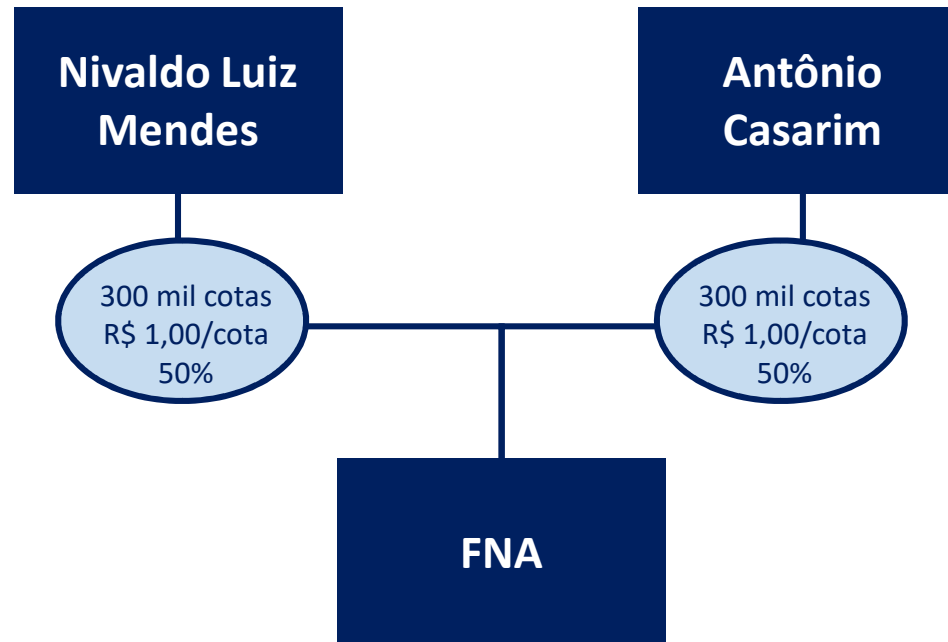 Nivaldo Luiz
Mendes
Antônio
Casarim
300 mil cotas
R$ 1,00/cota
50%
300 mil cotas
R$ 1,00/cota
50%
FNA